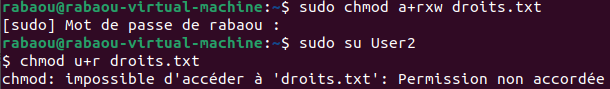 rabaou@rabaou-virtual-machine:~$ sudo chmod a+rxw droits.txt
[sudo] Mot de passe de rabaou :
rabaou@rabaou-virtual-machine:~$ sudo su User2
$ chmod u+r droits.txt
chmod: impossible d'accéder à 'droits.txt': Permission non accordée